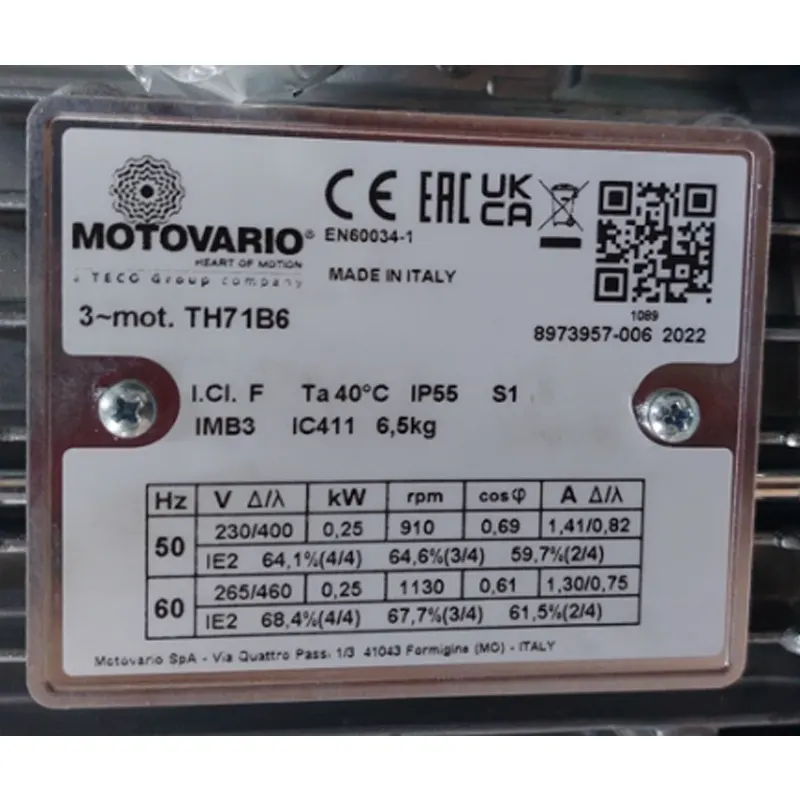 CE EAC UK CA
MOTOVARIO®
HEART OF MOTION
A TECO Group company
EN60034-1
MADE IN ITALY
1089
3~mot. TH71B6
8973957-006 2022
I.Cl. F Ta 40°C IP55 S1
IMB3 IC411 6,5kg
Hz V Δ/λ kW rpm cosφ A Δ/λ
50 230/400 0,25 910 0,69 1,41/0,82
IE2 64,1%(4/4) 64,6%(3/4) 59,7%(2/4)
60 265/460 0,25 1130 0,61 1,30/0,75
IE2 68,4%(4/4) 67,7%(3/4) 61,5%(2/4)
Motovario SpA - Via Quattro Pass. 1/3 41043 Formigine (MO) - ITALY